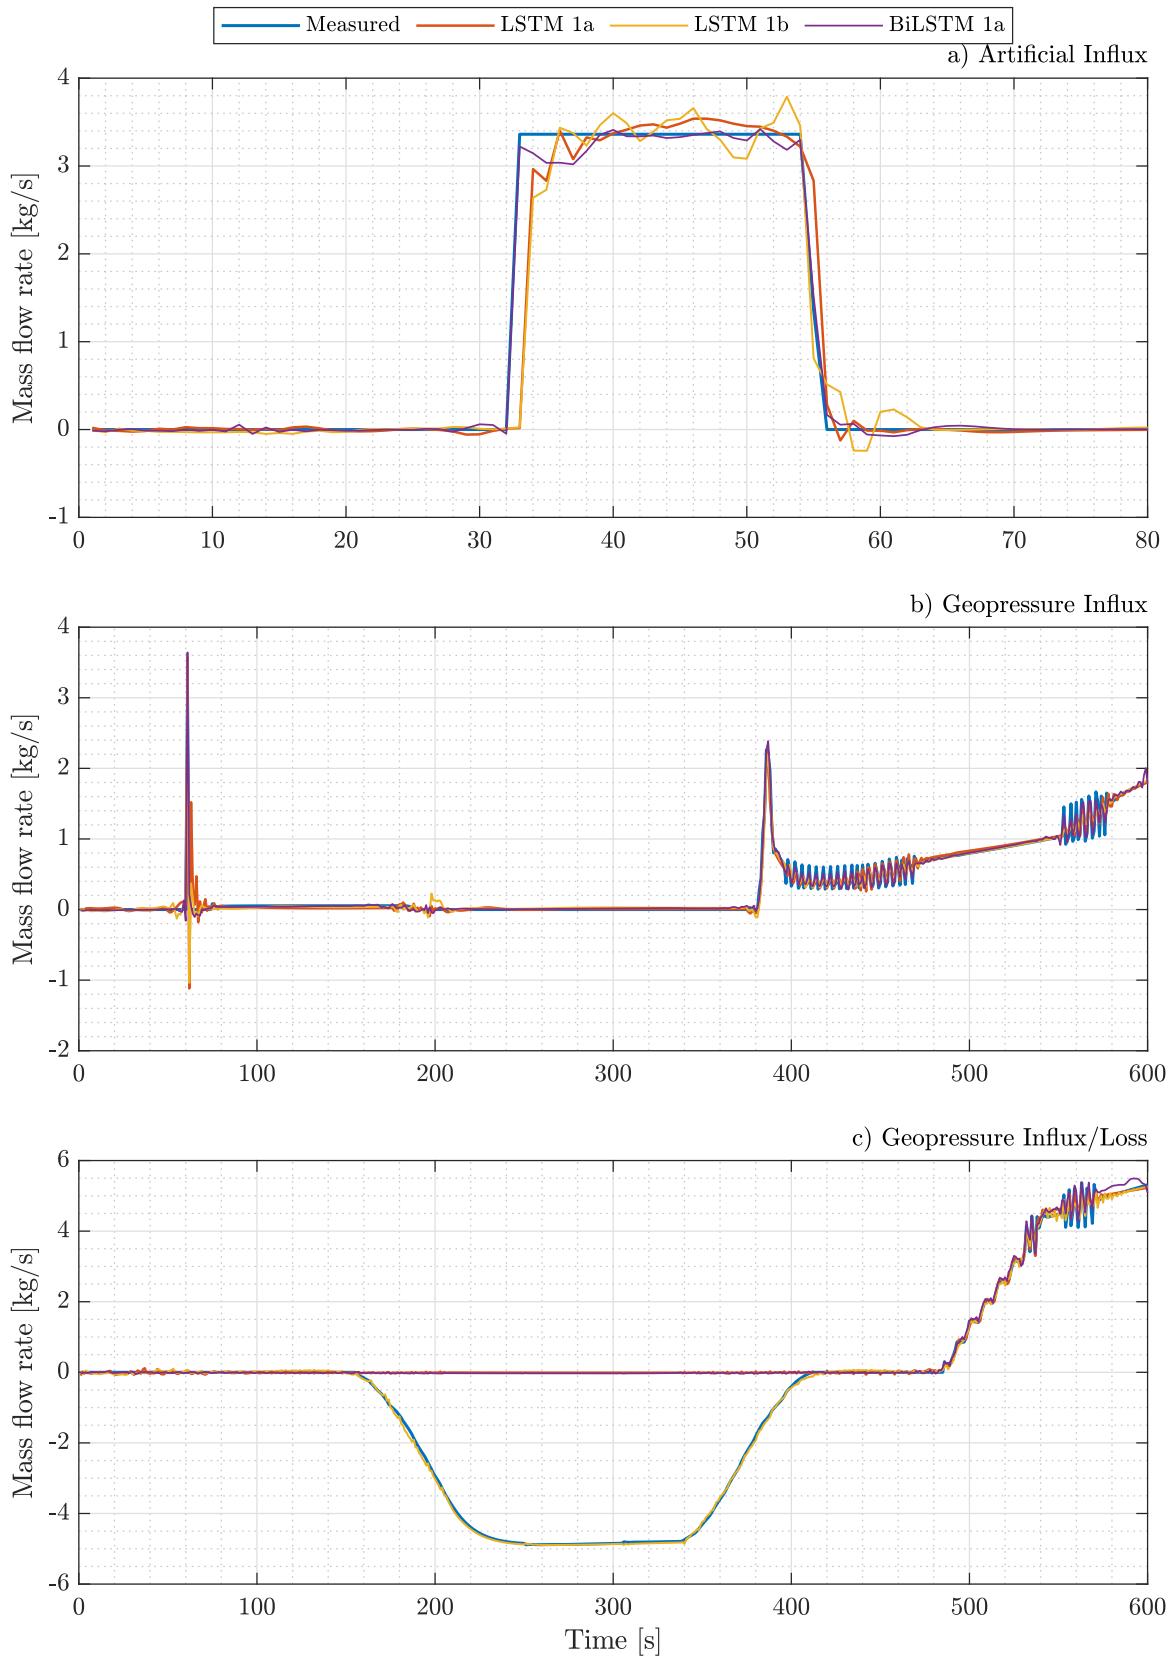 Measured LSTM 1a LSTM 1b BiLSTM 1a
a) Artificial Influx
Mass flow rate [kg/s]
4
3
2
1
0
-1
0 10 20 30 40 50 60 70 80
b) Geopressure Influx
Mass flow rate [kg/s]
4
3
2
1
0
-1
-2
0 100 200 300 400 500 600
c) Geopressure Influx/Loss
Mass flow rate [kg/s]
6
4
2
0
-2
-4
-6
0 100 200 300 400 500 600
Time [s]